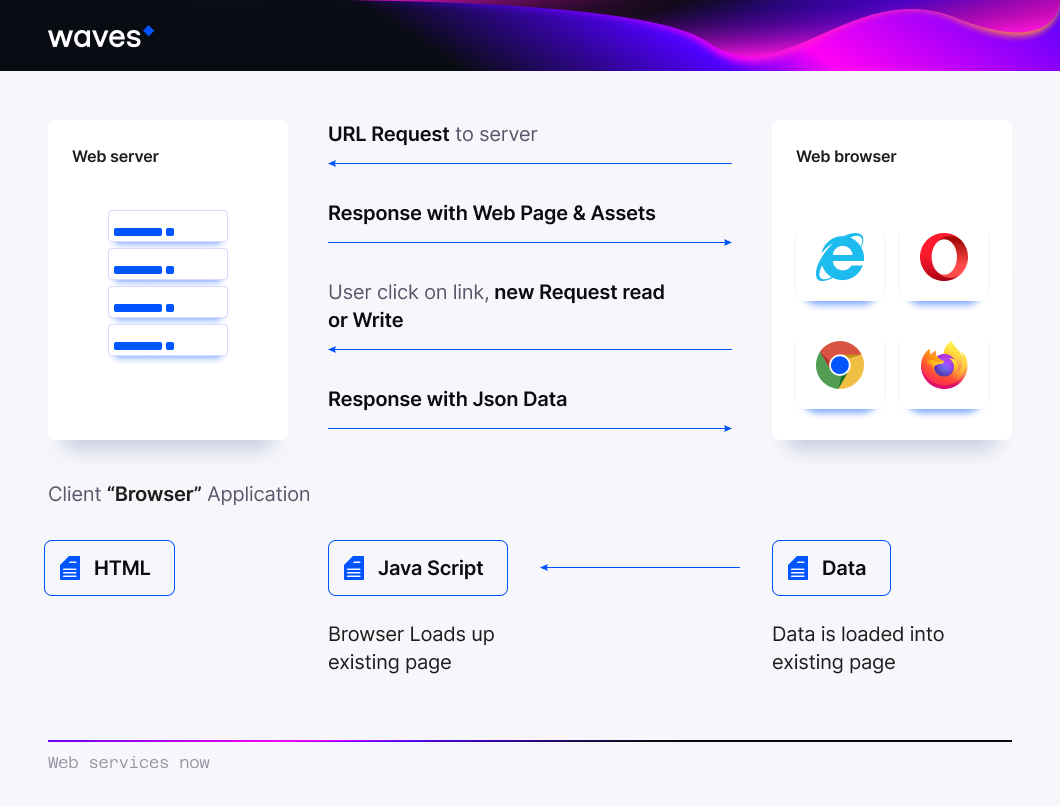 waves
Web server
URL Request to server
Response with Web Page & Assets
User click on link, new Request read
or Write
Response with Json Data
Web browser
Client “Browser” Application
HTML
Java Script
Data
Browser Loads up
existing page
Data is loaded into
existing page
Web services now